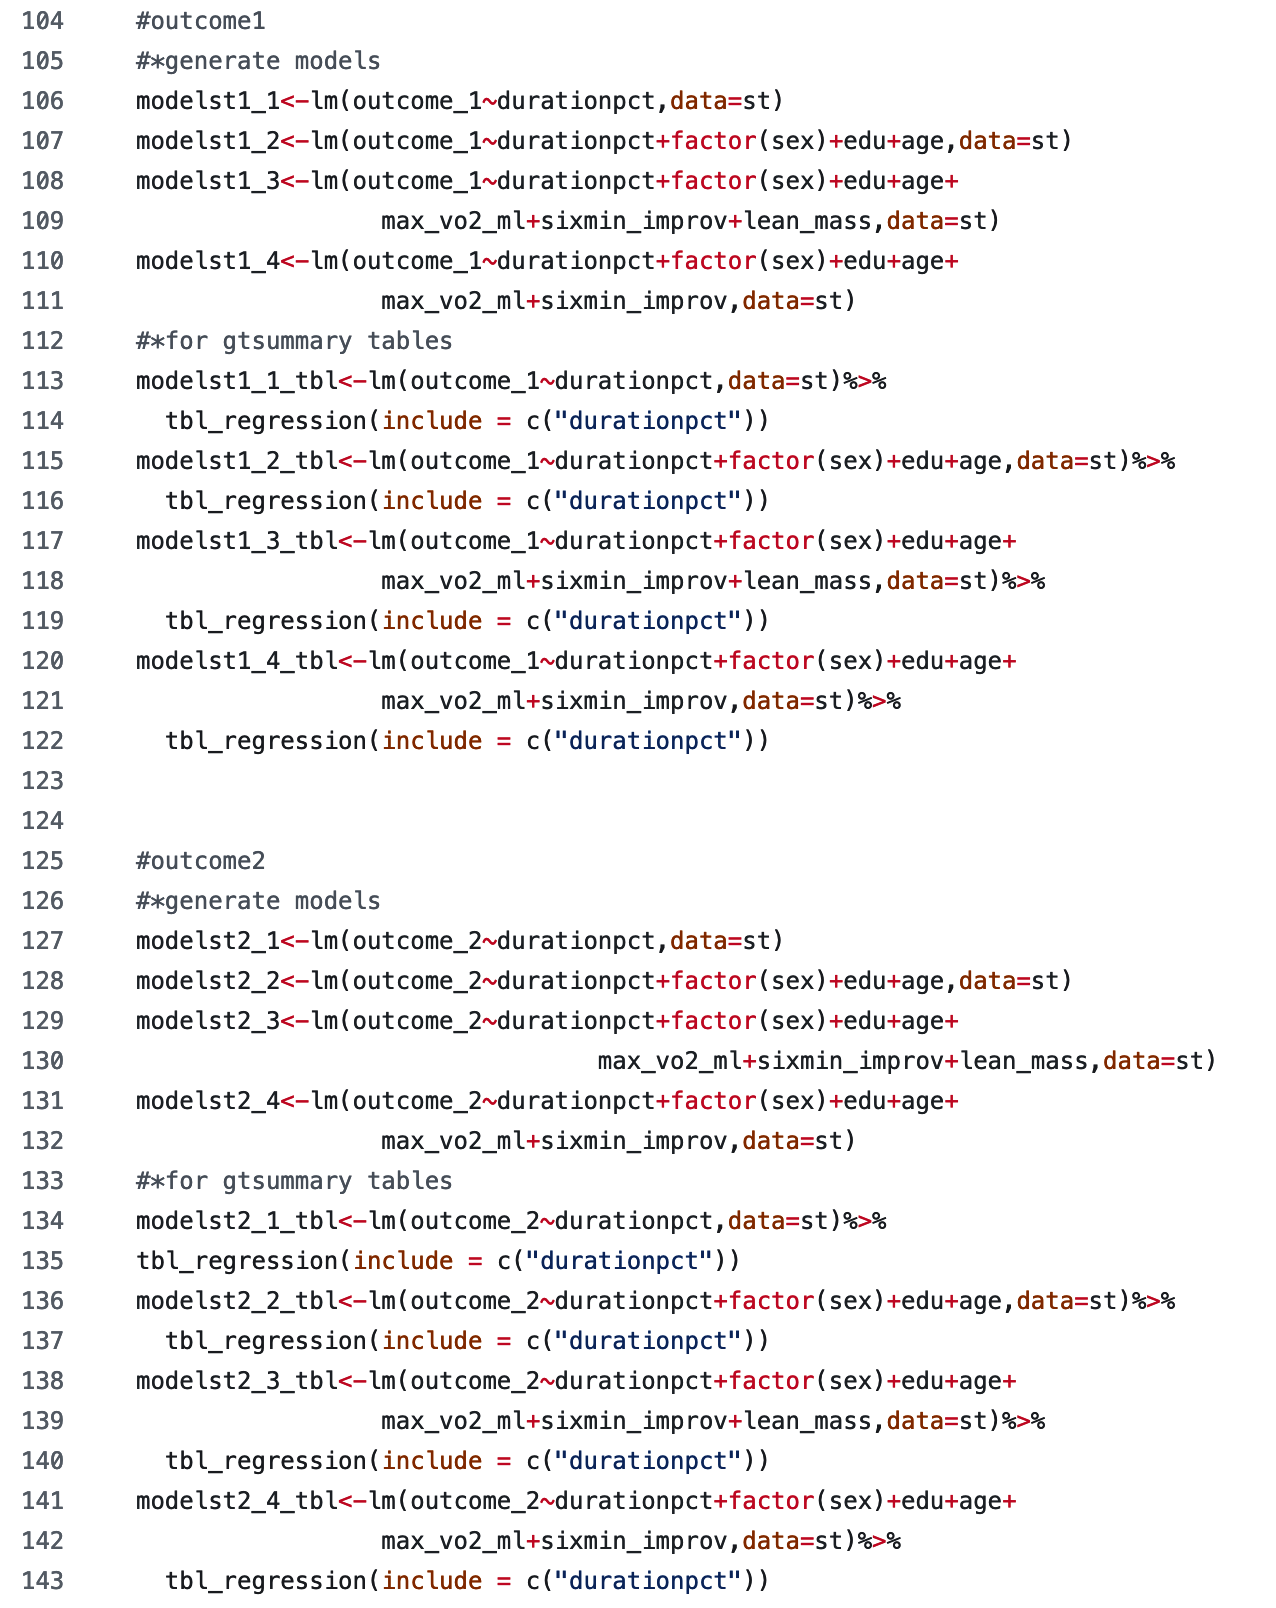 104 #outcome1
105 #*generate models
106 modelst1_1<-lm(outcome_1~durationpct,data=st)
107 modelst1_2<-lm(outcome_1~durationpct+factor(sex)+edu+age,data=st)
108 modelst1_3<-lm(outcome_1~durationpct+factor(sex)+edu+age+
109 max_vo2_ml+sixmin_improv+lean_mass,data=st)
110 modelst1_4<-lm(outcome_1~durationpct+factor(sex)+edu+age+
111 max_vo2_ml+sixmin_improv,data=st)
112 #*for gtsummary tables
113 modelst1_1_tbl<-lm(outcome_1~durationpct,data=st)%>%
114 tbl_regression(include = c("durationpct"))
115 modelst1_2_tbl<-lm(outcome_1~durationpct+factor(sex)+edu+age,data=st)%>%
116 tbl_regression(include = c("durationpct"))
117 modelst1_3_tbl<-lm(outcome_1~durationpct+factor(sex)+edu+age+
118 max_vo2_ml+sixmin_improv+lean_mass,data=st)%>%
119 tbl_regression(include = c("durationpct"))
120 modelst1_4_tbl<-lm(outcome_1~durationpct+factor(sex)+edu+age+
121 max_vo2_ml+sixmin_improv,data=st)%>%
122 tbl_regression(include = c("durationpct"))
123
124
125 #outcome2
126 #*generate models
127 modelst2_1<-lm(outcome_2~durationpct,data=st)
128 modelst2_2<-lm(outcome_2~durationpct+factor(sex)+edu+age,data=st)
129 modelst2_3<-lm(outcome_2~durationpct+factor(sex)+edu+age+
130 max_vo2_ml+sixmin_improv+lean_mass,data=st)
131 modelst2_4<-lm(outcome_2~durationpct+factor(sex)+edu+age+
132 max_vo2_ml+sixmin_improv,data=st)
133 #*for gtsummary tables
134 modelst2_1_tbl<-lm(outcome_2~durationpct,data=st)%>%
135 tbl_regression(include = c("durationpct"))
136 modelst2_2_tbl<-lm(outcome_2~durationpct+factor(sex)+edu+age,data=st)%>%
137 tbl_regression(include = c("durationpct"))
138 modelst2_3_tbl<-lm(outcome_2~durationpct+factor(sex)+edu+age+
139 max_vo2_ml+sixmin_improv+lean_mass,data=st)%>%
140 tbl_regression(include = c("durationpct"))
141 modelst2_4_tbl<-lm(outcome_2~durationpct+factor(sex)+edu+age+
142 max_vo2_ml+sixmin_improv,data=st)%>%
143 tbl_regression(include = c("durationpct"))